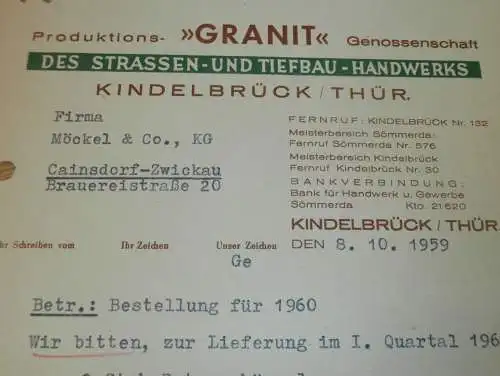 Produktions- »GRANIT« Genossenschaft
DES STRASSEN-UND TIEFBAU-HANDWERKS
KINDELBRÜCK / THÜR.
Firma
Möckel & Co., KG
Cainsdorf-Zwickau
Brauereistraße 20
FERNRUF: KINDELBRÜCK Nr. 132
Meisterbereich Sömmerda:
Fernruf Sömmerda Nr. 576
Meisterbereich Kindelbrück
Fernruf Kindelbrück Nr. 30
BANKVERBINDUNG:
Bank für Handwerk u. Gewerbe
Sömmerda Kto. 21620
KINDELBRÜCK / THÜR.
DEN 8. 10. 1959
Ihr Schreiben vom Ihr Zeichen Unser Zeichen
Ge
Betr.: Bestellung für 1960
Wir bitten, zur Lieferung im I. Quartal 196